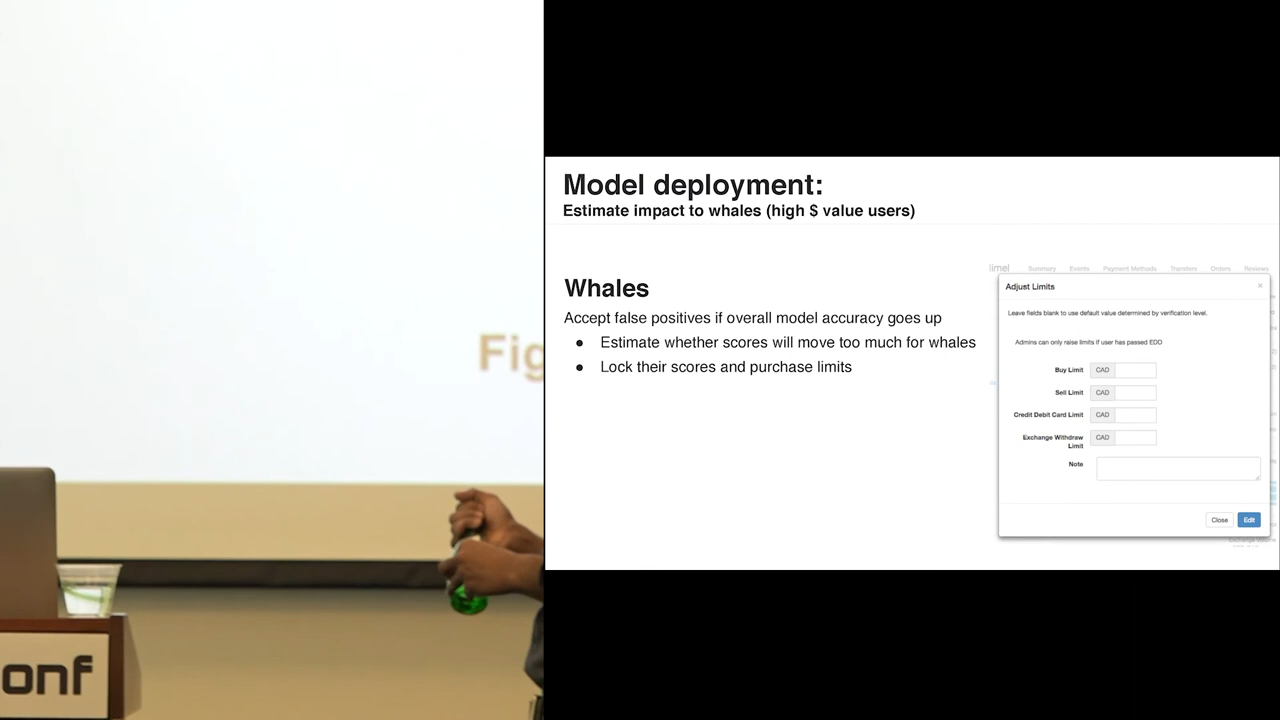 Fig
onf
Model deployment:
Estimate impact to whales (high $ value users)
Whales
Accept false positives if overall model accuracy goes up
● Estimate whether scores will move too much for whales
● Lock their scores and purchase limits
limel Summary Events Payment Methods Transfers Orders Reviews
Adjust Limits ×
Leave fields blank to use default value determined by verification level.
Admins can only raise limits if user has passed EDD
Buy Limit CAD
Sell Limit CAD
Credit Debit Card Limit CAD
Exchange Withdraw
Limit CAD
Note
Close Edit